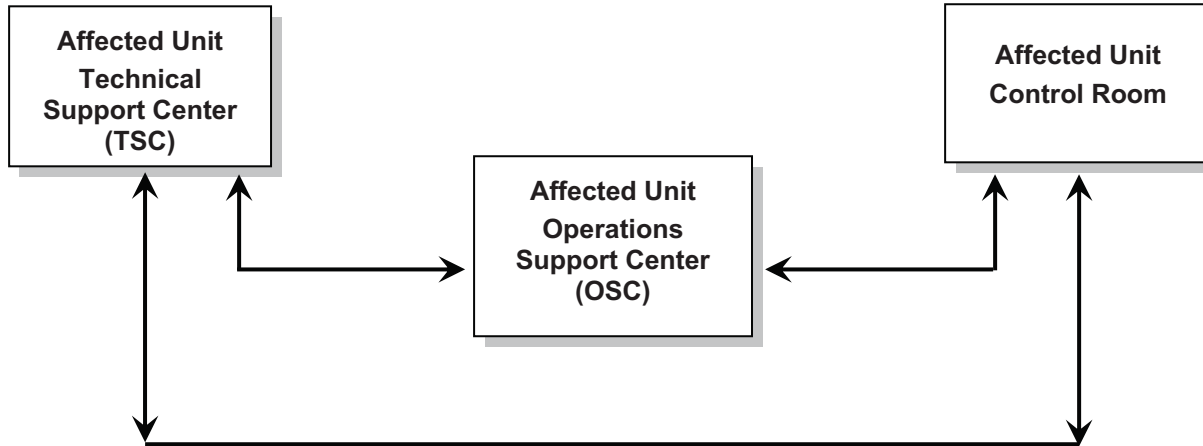 Affected Unit
Technical
Support Center
(TSC)
Affected Unit
Control Room
Affected Unit
Operations
Support Center
(OSC)